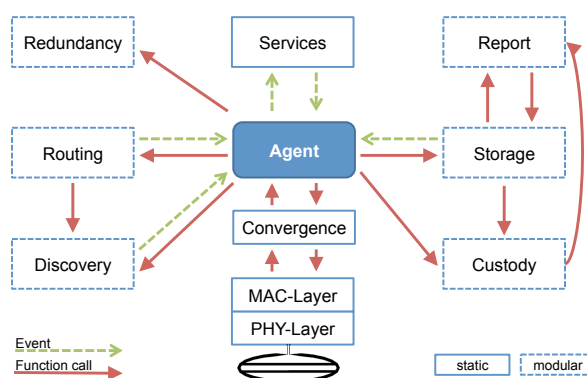 Redundancy
Services
Report
Routing
Agent
Storage
Convergence
Discovery
Custody
MAC-Layer
PHY-Layer
Event
Function call
static
modular